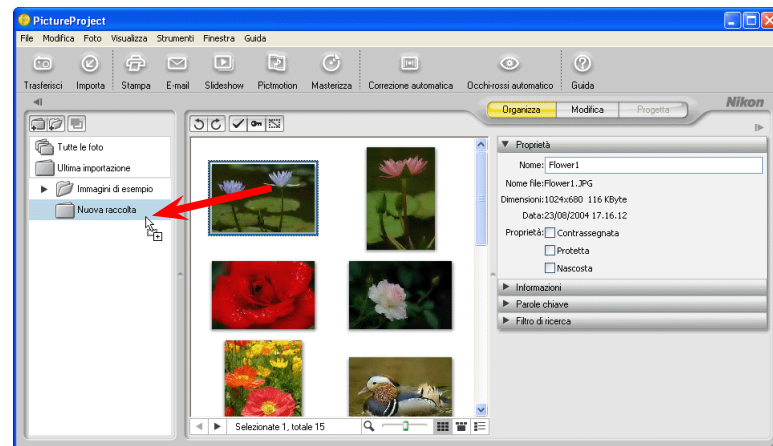 PictureProject
File Modifica Foto Visualizza Strumenti Finestra Guida
Trasferisci Importa Stampa E-mail Slideshow Pictmotion Masterizza Correzione automatica Occhi-rossi automatico Guida
Organizza Modifica Progetta Nikon
Tutte le foto
Ultima importazione
Immagini di esempio
Nuova raccolta
Proprietà
Nome: Flower1
Nome file:Flower1.JPG
Dimensioni:1024x680 116 KByte
Data:23/08/2004 17.16.12
Proprietà: Contrassegnata
Protetta
Nascosta
Informazioni
Parole chiave
Filtro di ricerca
Selezionate 1, totale 15